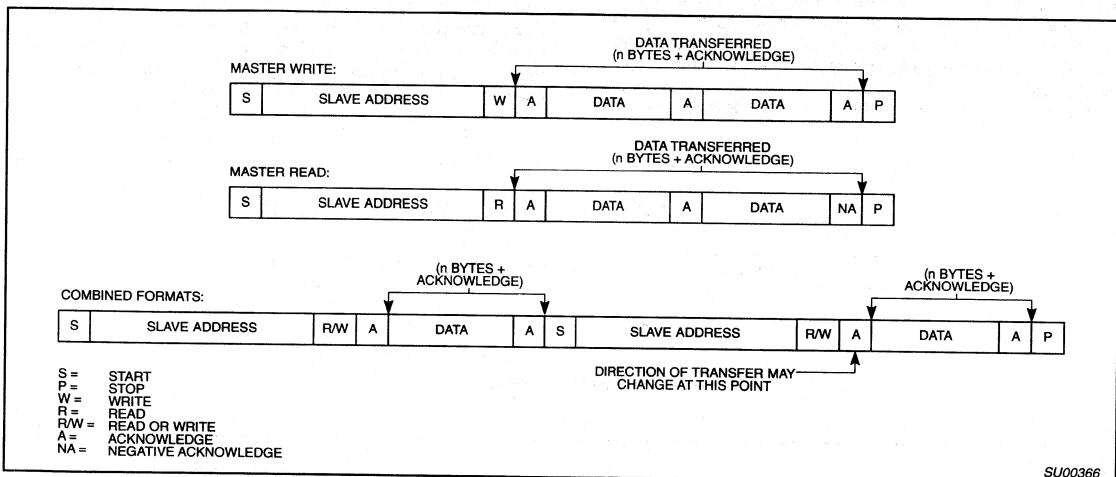 DATA TRANSFERRED
(n BYTES + ACKNOWLEDGE)
MASTER WRITE:
S SLAVE ADDRESS W A DATA A DATA A P
DATA TRANSFERRED
(n BYTES + ACKNOWLEDGE)
MASTER READ:
S SLAVE ADDRESS R A DATA A DATA NA P
(n BYTES +
ACKNOWLEDGE)
(n BYTES +
ACKNOWLEDGE)
COMBINED FORMATS:
S SLAVE ADDRESS R/W A DATA A S SLAVE ADDRESS R/W A DATA A P
DIRECTION OF TRANSFER MAY
CHANGE AT THIS POINT
S = START
P = STOP
W = WRITE
R = READ
R/W = READ OR WRITE
A = ACKNOWLEDGE
NA = NEGATIVE ACKNOWLEDGE
SU00366